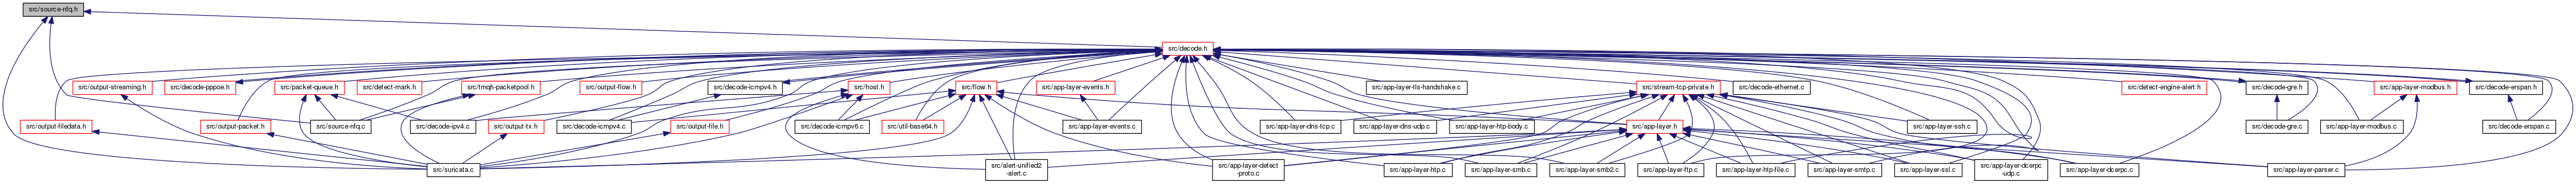 src/source-nfq.h
src/decode.h
src/output-streaming.h
src/decode-pppoe.h
src/packet-queue.h
src/detect-mark.h
src/tmqh-packetpool.h
src/output-flow.h
src/decode-icmpv4.h
src/host.h
src/flow.h
src/app-layer-events.h
src/app-layer-tls-handshake.c
src/stream-tcp-private.h
src/decode-ethernet.c
src/detect-engine-alert.h
src/decode-gre.h
src/app-layer-modbus.h
src/decode-erspan.h
src/output-filedata.h
src/output-packet.h
src/source-nfq.c
src/decode-ipv4.c
src/output-tx.h
src/decode-icmpv4.c
src/output-file.h
src/decode-icmpv6.c
src/util-base64.h
src/app-layer-events.c
src/app-layer-dns-tcp.c
src/app-layer-dns-udp.c
src/app-layer-htp-body.c
src/app-layer.h
src/app-layer-ssh.c
src/decode-gre.c
src/app-layer-modbus.c
src/decode-erspan.c
src/suricata.c
src/alert-unified2
-alert.c
src/app-layer-detect
-proto.c
src/app-layer-htp.c
src/app-layer-smb.c
src/app-layer-smb2.c
src/app-layer-ftp.c
src/app-layer-htp-file.c
src/app-layer-smtp.c
src/app-layer-ssl.c
src/app-layer-dcerpc
-udp.c
src/app-layer-dcerpc.c
src/app-layer-parser.c